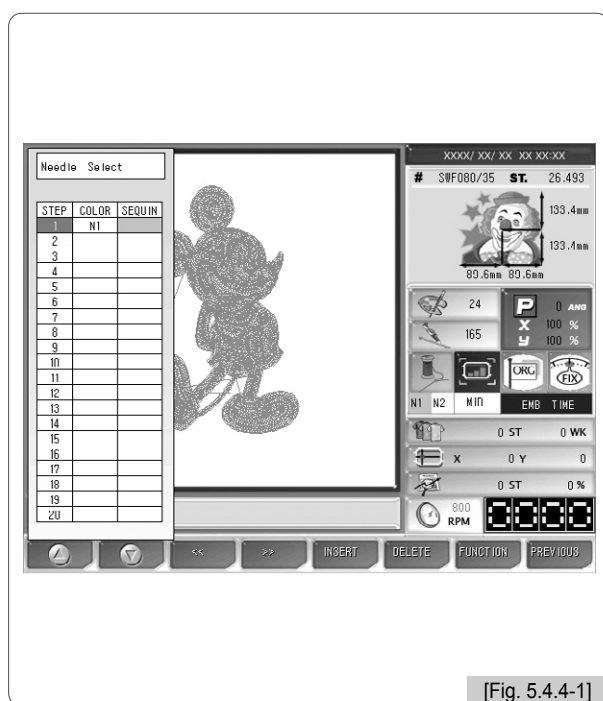 XXXX/ XX/ XX XX XX:XX
Needle Select
# SWF080/35 ST. 26.493
STEP COLOR SEQUIN
1 N1
2
3
4
5
6
7
8
9
10
11
12
13
14
15
16
17
18
19
20
133.4mm
133.4mm
89.6mm 89.6mm
24
P 0 ANG
X 100 %
Y 100 %
165
ORG
FIX
N1 N2 MIN EMB TIME
0 ST 0 WK
X 0 Y 0
0 ST 0 %
800
RPM
<< >> INSERT DELETE FUNCTION PREVIOUS
[Fig. 5.4.4-1]